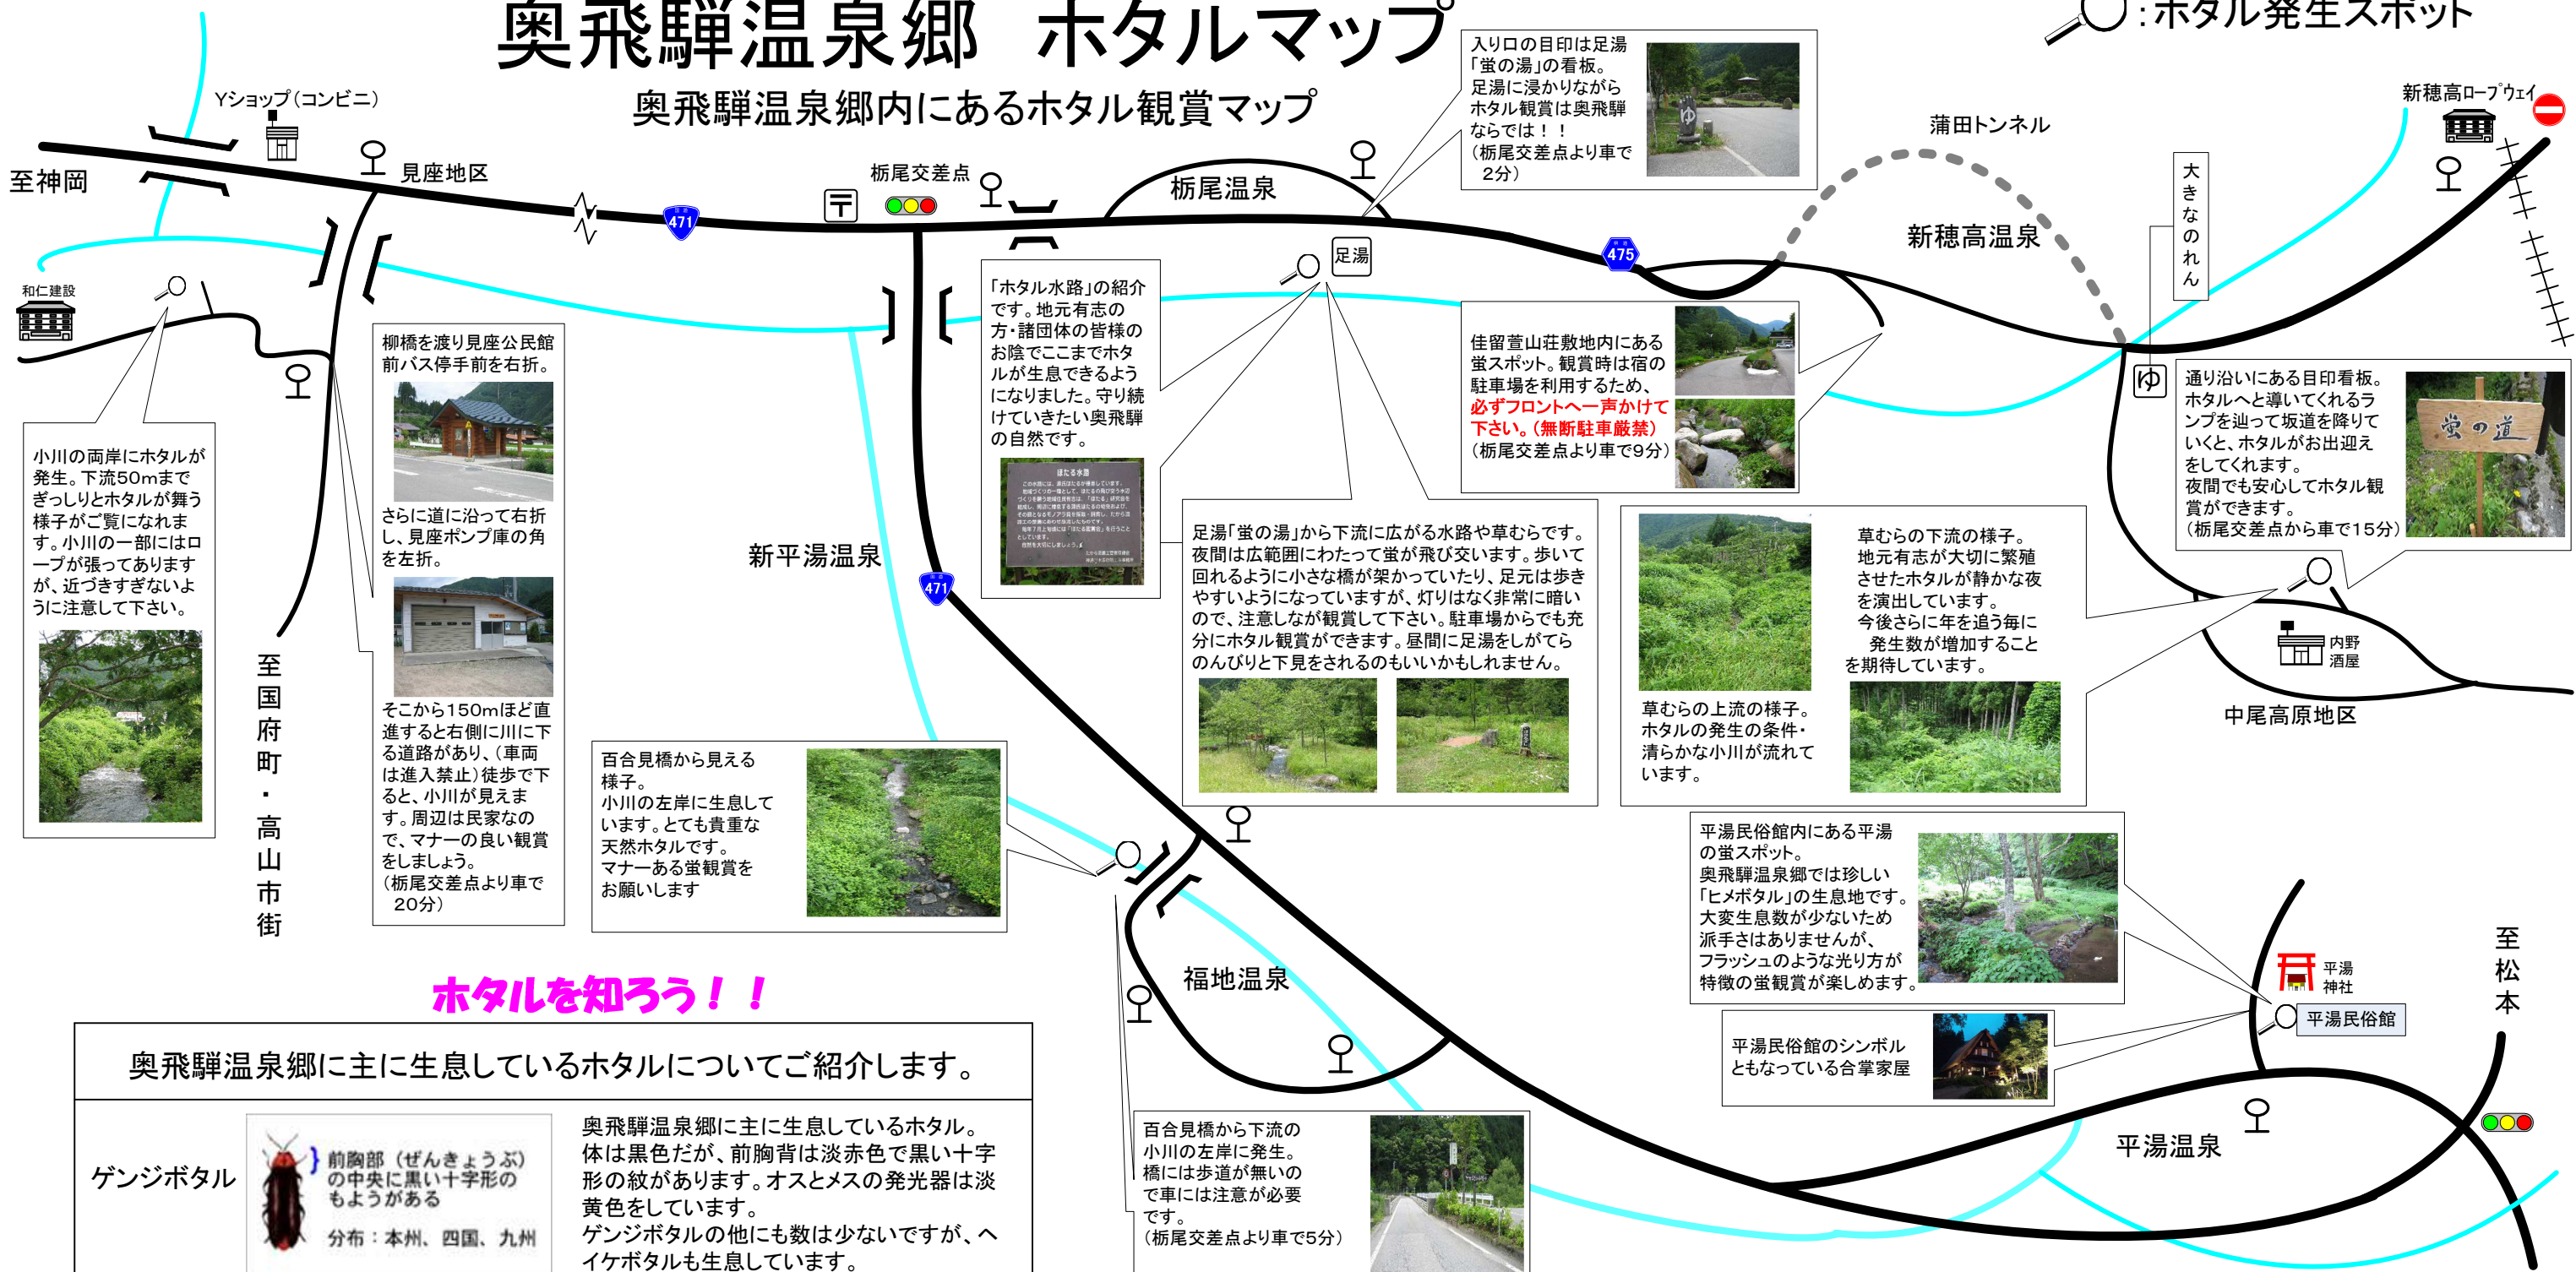 奥飛騨温泉郷 ホタルマップ
奥飛騨温泉郷内にあるホタル観賞マップ
:ホタル発生スポット
Yショップ(コンビニ)
至神岡
見座地区
471
〒
栃尾交差点
栃尾温泉
入り口の目印は足湯
「蛍の湯」の看板。
足湯に浸かりながら
ホタル観賞は奥飛騨
ならでは!!
(栃尾交差点より車で
2分)
ゆ
蒲田トンネル
新穂高ロープウェイ
大きなのれん
新穂高温泉
475
足湯
ゆ
和仁建設
小川の両岸にホタルが
発生。下流50mまで
ぎっしりとホタルが舞う
様子がご覧になれま
す。小川の一部にはロ
ープが張ってあります
が、近づきすぎないよ
うに注意して下さい。
柳橋を渡り見座公民館
前バス停手前を右折。
さらに道に沿って右折
し、見座ポンプ庫の角
を左折。
そこから150mほど直
進すると右側に川に下
る道路があり、(車両
は進入禁止)徒歩で下
ると、小川が見えま
す。周辺は民家なの
で、マナーの良い観賞
をしましょう。
(栃尾交差点より車で
20分)
至国府町・高山市街
「ホタル水路」の紹介
です。地元有志の
方・諸団体の皆様の
お陰でここまでホタ
ルが生息できるよう
になりました。守り続
けていきたい奥飛騨
の自然です。
ほたる水路
佳留萱山荘敷地内にある
蛍スポット。観賞時は宿の
駐車場を利用するため、
必ずフロントへ一声かけて
下さい。(無断駐車厳禁)
(栃尾交差点より車で9分)
通り沿いにある目印看板。
ホタルへと導いてくれるラ
ンプを辿って坂道を降りて
いくと、ホタルがお出迎え
をしてくれます。
夜間でも安心してホタル観
賞ができます。
(栃尾交差点から車で15分)
蛍の道
新平湯温泉
471
足湯「蛍の湯」から下流に広がる水路や草むらです。
夜間は広範囲にわたって蛍が飛び交います。歩いて
回れるように小さな橋が架かっていたり、足元は歩き
やすいようになっていますが、灯りはなく非常に暗い
ので、注意しなが観賞して下さい。駐車場からでも充
分にホタル観賞ができます。昼間に足湯をしがてら
のんびりと下見をされるのもいいかもしれません。
草むらの下流の様子。
地元有志が大切に繁殖
させたホタルが静かな夜
を演出しています。
今後さらに年を追う毎に
発生数が増加すること
を期待しています。
草むらの上流の様子。
ホタルの発生の条件・
清らかな小川が流れて
います。
内野
酒屋
中尾高原地区
百合見橋から見える
様子。
小川の左岸に生息して
います。とても貴重な
天然ホタルです。
マナーある蛍観賞を
お願いします
平湯民俗館内にある平湯
の蛍スポット。
奥飛騨温泉郷では珍しい
「ヒメボタル」の生息地です。
大変生息数が少ないため
派手さはありませんが、
フラッシュのような光り方が
特徴の蛍観賞が楽しめます。
平湯
神社
平湯民俗館
至松本
平湯民俗館のシンボル
ともなっている合掌家屋
福地温泉
平湯温泉
百合見橋から下流の
小川の左岸に発生。
橋には歩道が無いの
で車には注意が必要
です。
(栃尾交差点より車で5分)
ホタルを知ろう!!
奥飛騨温泉郷に主に生息しているホタルについてご紹介します。
ゲンジボタル
前胸部(ぜんきょうぶ)
の中央に黒い十字形の
もようがある
分布:本州、四国、九州
奥飛騨温泉郷に主に生息しているホタル。
体は黒色だが、前胸背は淡赤色で黒い十字
形の紋があります。オスとメスの発光器は淡
黄色をしています。
ゲンジボタルの他にも数は少ないですが、ヘ
イケボタルも生息しています。